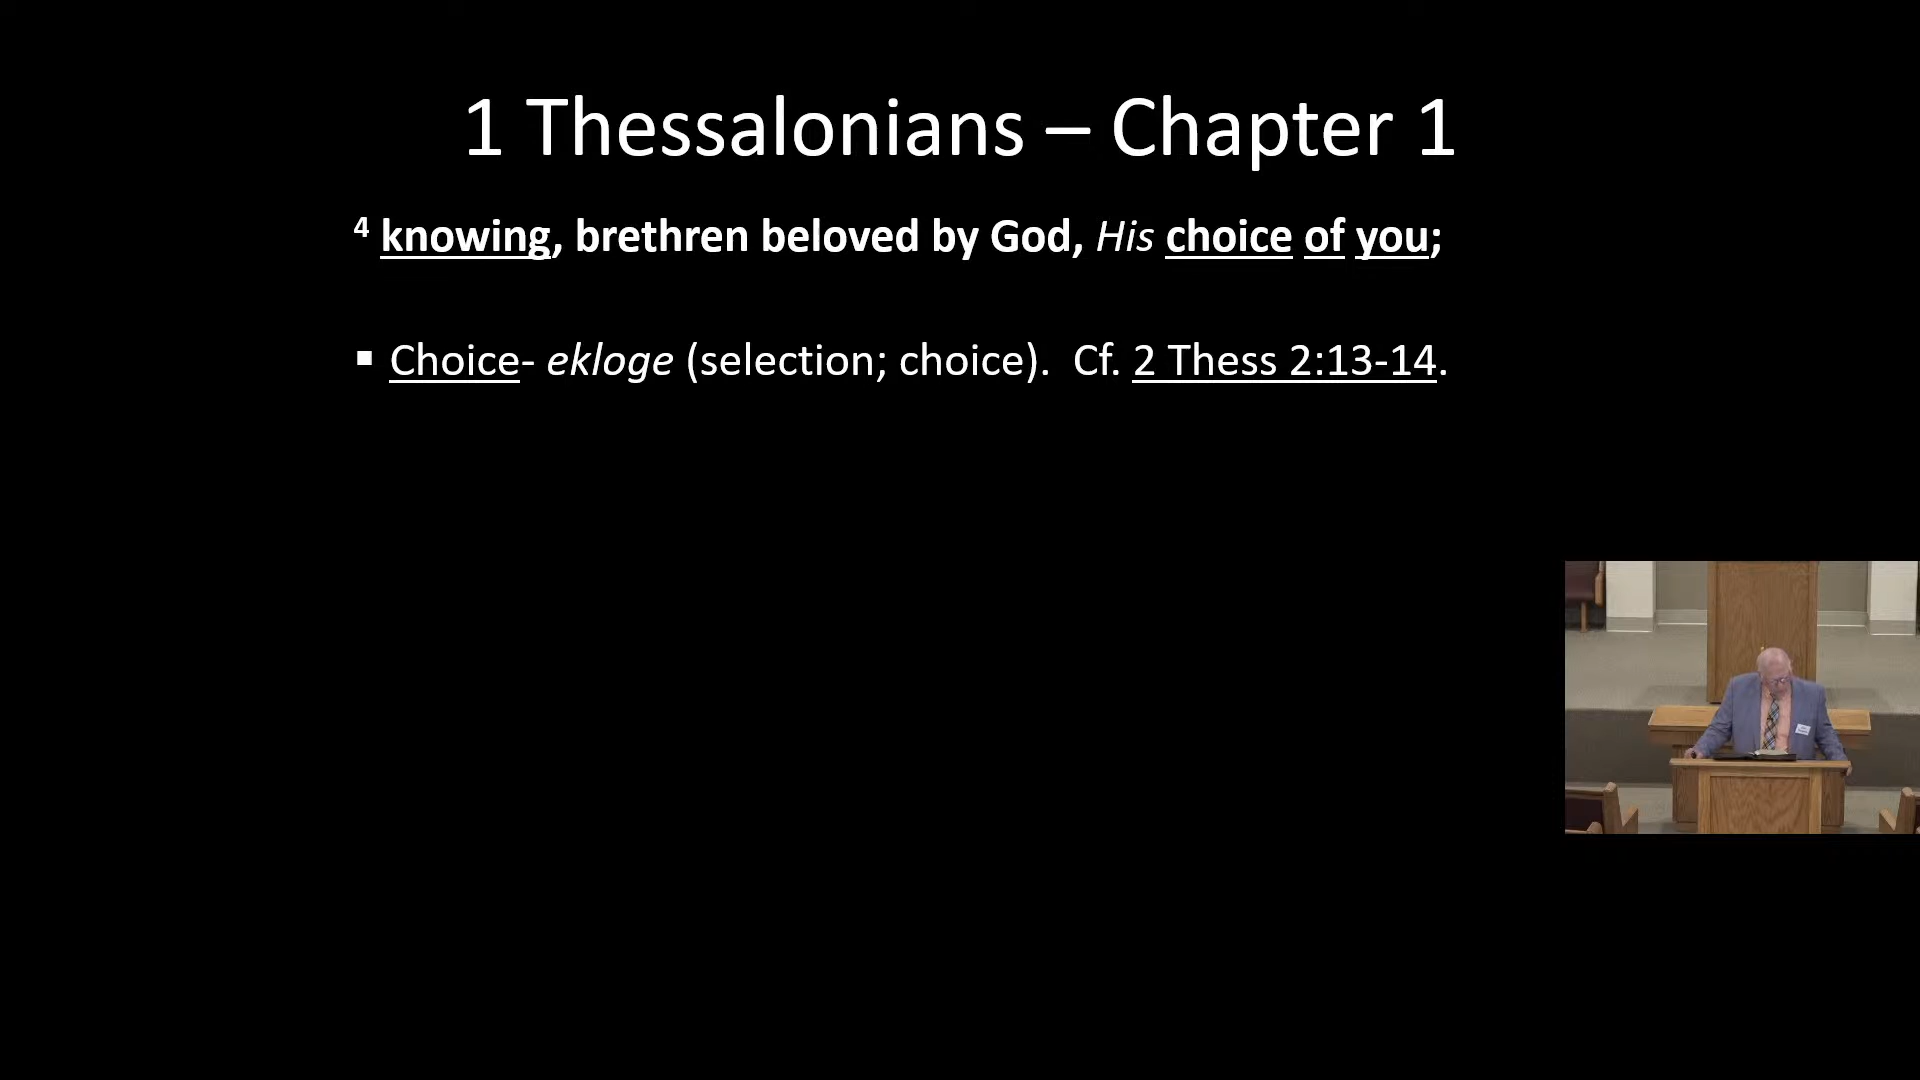 1 Thessalonians – Chapter 1
4 knowing, brethren beloved by God, His choice of you;
▪ Choice- ekloge (selection; choice). Cf. 2 Thess 2:13-14.